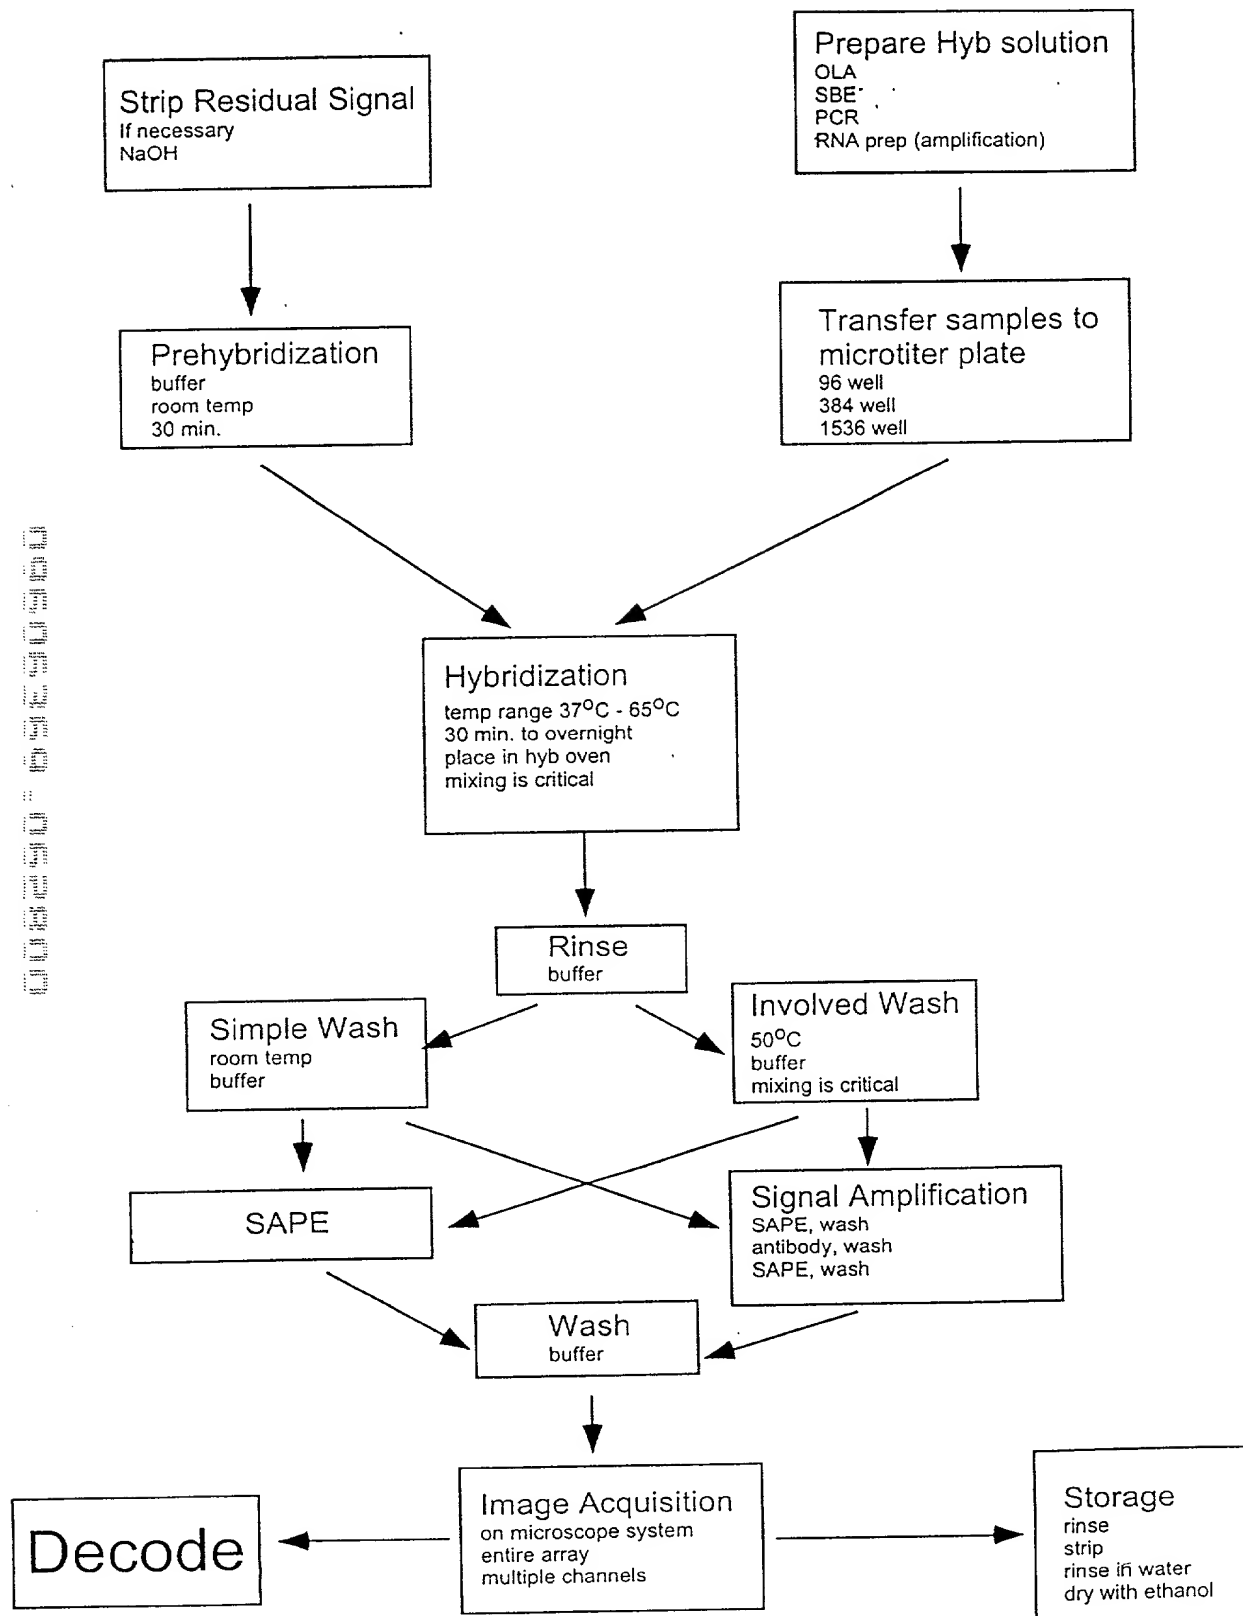 Prepare Hyb solution
OLA
SBE
PCR
RNA prep (amplification)
Strip Residual Signal
If necessary
NaOH
Transfer samples to
microtiter plate
96 well
384 well
1536 well
Prehybridization
buffer
room temp
30 min.
Hybridization
temp range 37°C - 65°C
30 min. to overnight
place in hyb oven
mixing is critical
Rinse
buffer
Simple Wash
room temp
buffer
Involved Wash
50°C
buffer
mixing is critical
SAPE
Signal Amplification
SAPE, wash
antibody, wash
SAPE, wash
Wash
buffer
Decode
Image Acquisition
on microscope system
entire array
multiple channels
Storage
rinse
strip
rinse in water
dry with ethanol